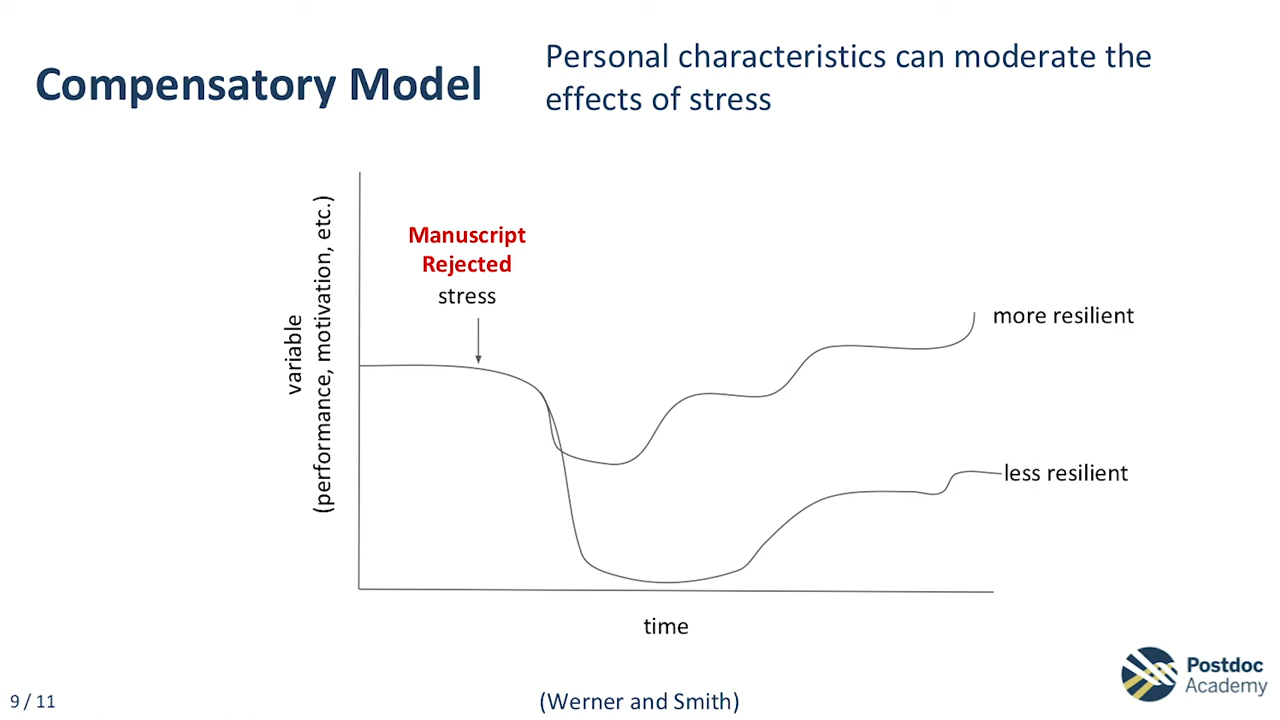 Compensatory Model
Personal characteristics can moderate the
effects of stress
variable
(performance, motivation, etc.)
Manuscript
Rejected
stress
more resilient
less resilient
time
9 / 11
(Werner and Smith)
Postdoc
Academy